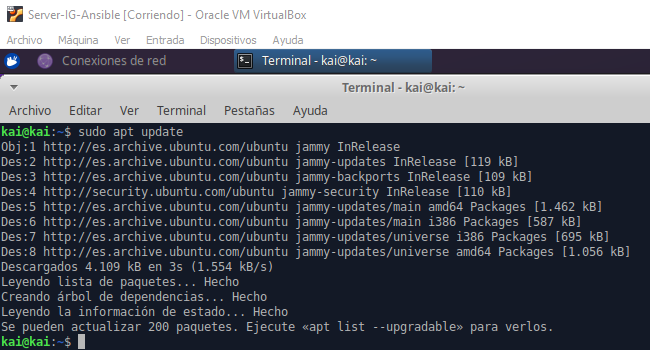 Server-IG-Ansible [Corriendo] - Oracle VM VirtualBox
Archivo Máquina Ver Entrada Dispositivos Ayuda
Conexiones de red Terminal - kai@kai: ~
Terminal - kai@kai: ~
Archivo Editar Ver Terminal Pestañas Ayuda
kai@kai:~$ sudo apt update
Obj:1 http://es.archive.ubuntu.com/ubuntu jammy InRelease
Des:2 http://es.archive.ubuntu.com/ubuntu jammy-updates InRelease [119 kB]
Des:3 http://es.archive.ubuntu.com/ubuntu jammy-backports InRelease [109 kB]
Des:4 http://security.ubuntu.com/ubuntu jammy-security InRelease [110 kB]
Des:5 http://es.archive.ubuntu.com/ubuntu jammy-updates/main amd64 Packages [1.462 kB]
Des:6 http://es.archive.ubuntu.com/ubuntu jammy-updates/main i386 Packages [587 kB]
Des:7 http://es.archive.ubuntu.com/ubuntu jammy-updates/universe i386 Packages [695 kB]
Des:8 http://es.archive.ubuntu.com/ubuntu jammy-updates/universe amd64 Packages [1.056 kB]
Descargados 4.109 kB en 3s (1.554 kB/s)
Leyendo lista de paquetes... Hecho
Creando árbol de dependencias... Hecho
Leyendo la información de estado... Hecho
Se pueden actualizar 200 paquetes. Ejecute «apt list --upgradable» para verlos.
kai@kai:~$